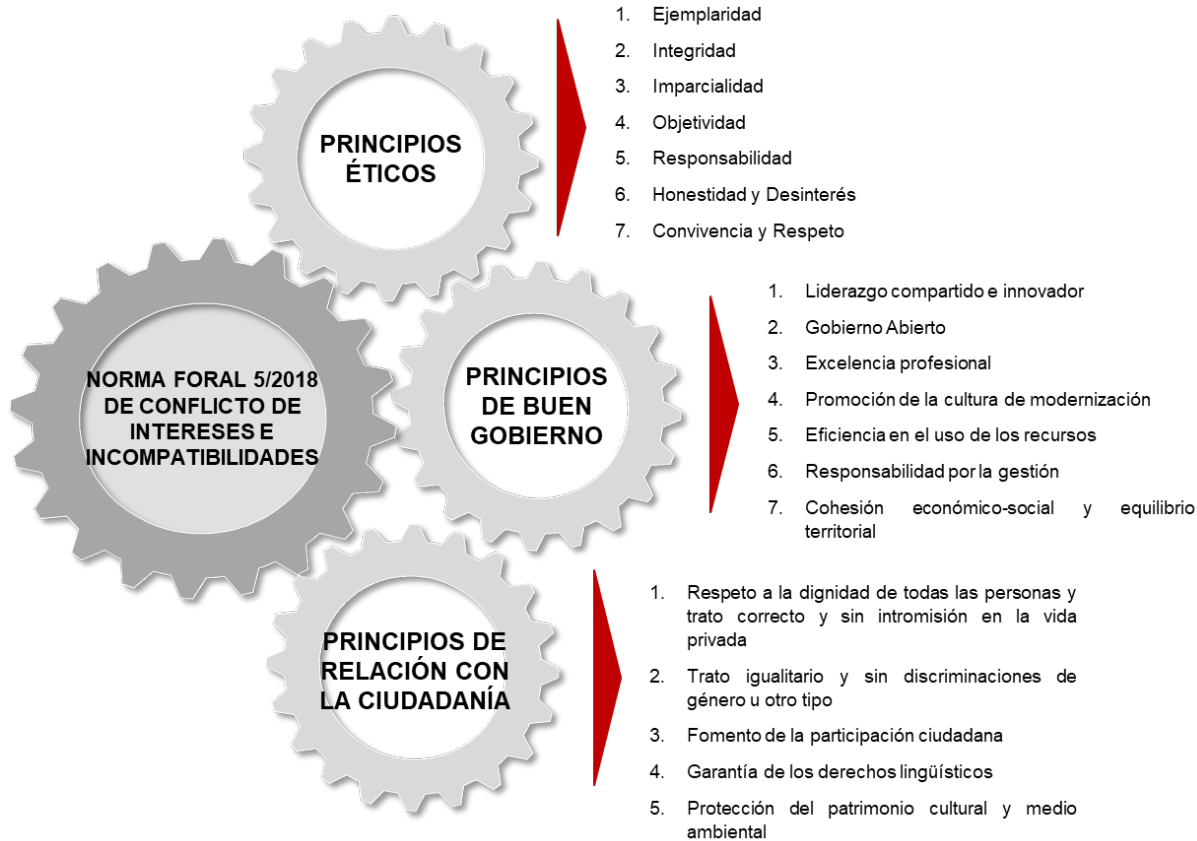 PRINCIPIOS
ÉTICOS
1. Ejemplaridad
2. Integridad
3. Imparcialidad
4. Objetividad
5. Responsabilidad
6. Honestidad y Desinterés
7. Convivencia y Respeto
NORMA FORAL 5/2018
DE CONFLICTO DE
INTERESES E
INCOMPATIBILIDADES
PRINCIPIOS
DE BUEN
GOBIERNO
1. Liderazgo compartido e innovador
2. Gobierno Abierto
3. Excelencia profesional
4. Promoción de la cultura de modernización
5. Eficiencia en el uso de los recursos
6. Responsabilidad por la gestión
7. Cohesión económico-social y equilibrio
territorial
PRINCIPIOS DE
RELACIÓN CON
LA CIUDADANÍA
1. Respeto a la dignidad de todas las personas y
trato correcto y sin intromisión en la vida
privada
2. Trato igualitario y sin discriminaciones de
género u otro tipo
3. Fomento de la participación ciudadana
4. Garantía de los derechos lingüísticos
5. Protección del patrimonio cultural y medio
ambiental